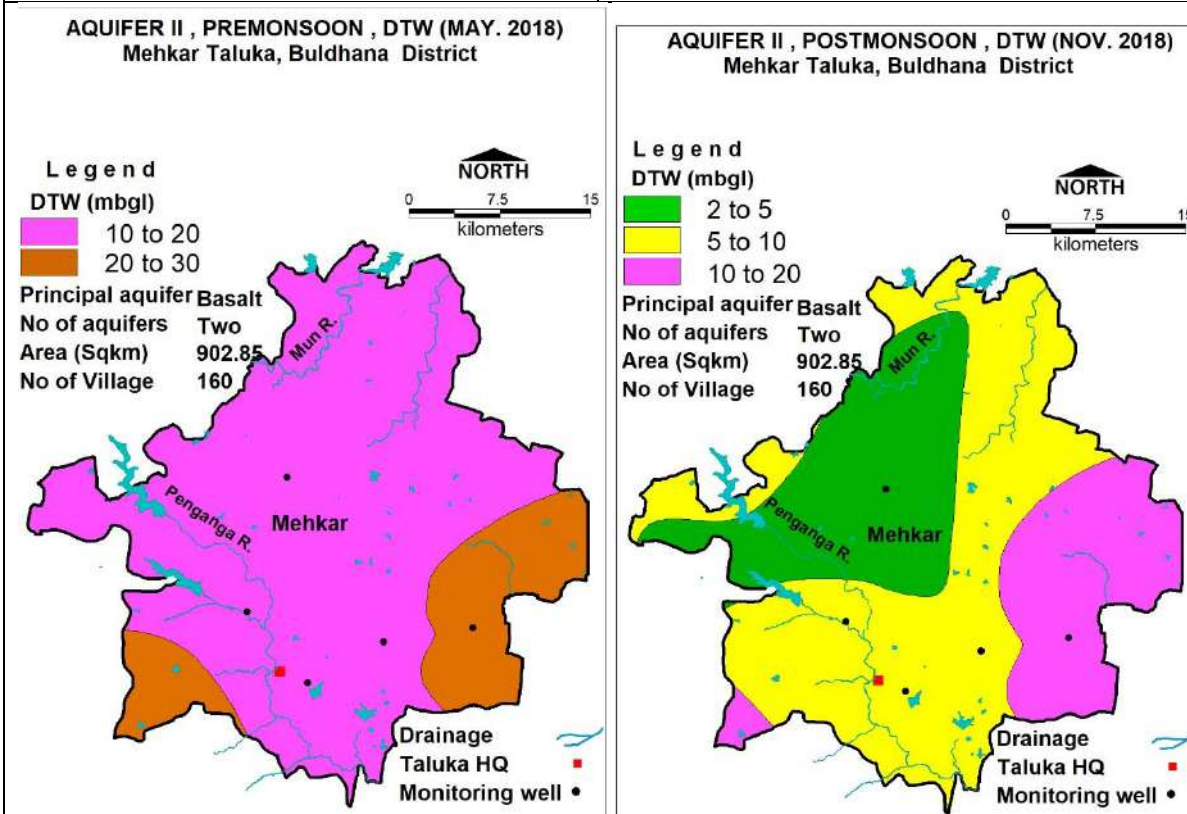 AQUIFER II , PREMONSOON , DTW (MAY. 2018)
Mehkar Taluka, Buldhana District
Legend
DTW (mbgl)
10 to 20
20 to 30
Principal aquifer Basalt
No of aquifers Two
Area (Sqkm) 902.85
No of Village 160
NORTH
0 7.5 15
kilometers
Mun R.
Penganga R.
Mehkar
Drainage
Taluka HQ
Monitoring well
AQUIFER II , POSTMONSOON , DTW (NOV. 2018)
Mehkar Taluka, Buldhana District
Legend
DTW (mbgl)
2 to 5
5 to 10
10 to 20
Principal aquifer Basalt
No of aquifers Two
Area (Sqkm) 902.85
No of Village 160
NORTH
0 7.5 15
kilometers
Mun R.
Penganga R.
Mehkar
Drainage
Taluka HQ
Monitoring well